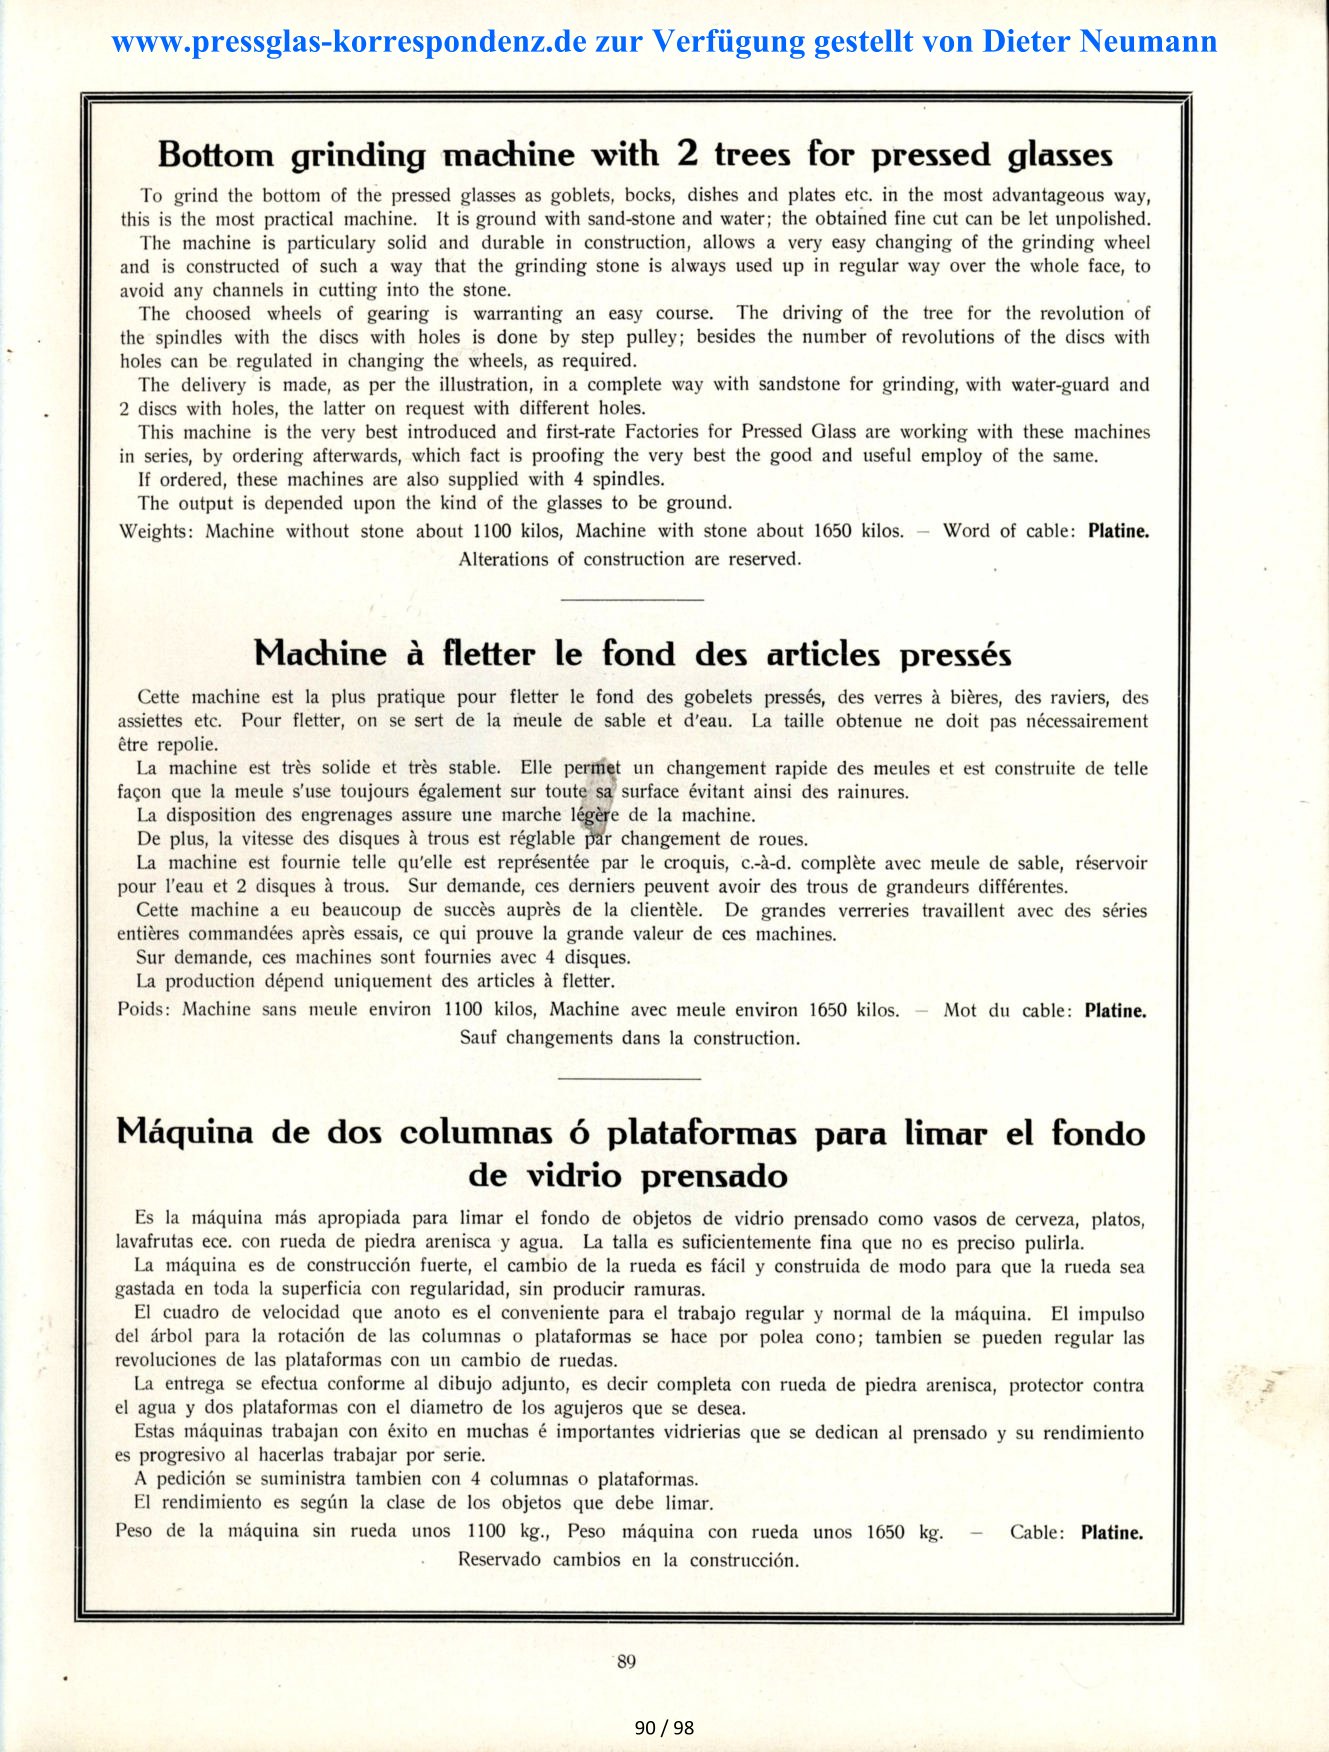 www.pressglas-korrespondenz.de zur Verfügung gestellt von Dieter Neumann
Bottom grinding machine with 2 trees for pressed glasses
To grind the bottom of the pressed glasses as goblets, bocks, dishes and plates etc. in the most advantageous way,
this is the most practical machine. It is ground with sand-stone and water; the obtained fine cut can be let unpolished.
The machine is particulary solid and durable in construction, allows a very easy changing of the grinding wheel
and is constructed of such a way that the grinding stone is always used up in regular way over the whole face, to
avoid any channels in cutting into the stone.
The choosed wheels of gearing is warranting an easy course. The driving of the tree for the revolution of
the spindles with the discs with holes is done by step pulley; besides the number of revolutions of the discs with
holes can be regulated in changing the wheels, as required.
The delivery is made, as per the illustration, in a complete way with sandstone for grinding, with water-guard and
2 discs with holes, the latter on request with different holes.
This machine is the very best introduced and first-rate Factories for Pressed Glass are working with these machines
in series, by ordering afterwards, which fact is proofing the very best the good and useful employ of the same.
If ordered, these machines are also supplied with 4 spindles.
The output is depended upon the kind of the glasses to be ground.
Weights: Machine without stone about 1100 kilos, Machine with stone about 1650 kilos. — Word of cable: Platine.
Alterations of construction are reserved.
Machine à fletter le fond des articles pressés
Cette machine est la plus pratique pour fletter le fond des gobelets pressés, des verres à bières, des raviers, des
assiettes etc. Pour fletter, on se sert de la meule de sable et d'eau. La taille obtenue ne doit pas nécessairement
être repolie.
La machine est très solide et très stable. Elle permet un changement rapide des meules et est construite de telle
façon que la meule s'use toujours également sur toute sa surface évitant ainsi des rainures.
La disposition des engrenages assure une marche légère de la machine.
De plus, la vitesse des disques à trous est réglable par changement de roues.
La machine est fournie telle qu'elle est représentée par le croquis, c.-à-d. complète avec meule de sable, réservoir
pour l'eau et 2 disques à trous. Sur demande, ces derniers peuvent avoir des trous de grandeurs différentes.
Cette machine a eu beaucoup de succès auprès de la clientèle. De grandes verreries travaillent avec des séries
entières commandées après essais, ce qui prouve la grande valeur de ces machines.
Sur demande, ces machines sont fournies avec 4 disques.
La production dépend uniquement des articles à fletter.
Poids: Machine sans meule environ 1100 kilos, Machine avec meule environ 1650 kilos. — Mot du cable: Platine.
Sauf changements dans la construction.
Máquina de dos columnas ó plataformas para limar el fondo
de vidrio prensado
Es la máquina más apropiada para limar el fondo de objetos de vidrio prensado como vasos de cerveza, platos,
lavafrutas ece. con rueda de piedra arenisca y agua. La talla es suficientemente fina que no es preciso pulirla.
La máquina es de construcción fuerte, el cambio de la rueda es fácil y construida de modo para que la rueda sea
gastada en toda la superficia con regularidad, sin producir ramuras.
El cuadro de velocidad que anoto es el conveniente para el trabajo regular y normal de la máquina. El impulso
del árbol para la rotación de las columnas o plataformas se hace por polea cono; tambien se pueden regular las
revoluciones de las plataformas con un cambio de ruedas.
La entrega se efectua conforme al dibujo adjunto, es decir completa con rueda de piedra arenisca, protector contra
el agua y dos plataformas con el diametro de los agujeros que se desea.
Estas máquinas trabajan con éxito en muchas é importantes vidrierias que se dedican al prensado y su rendimiento
es progresivo al hacerlas trabajar por serie.
A pedición se suministra tambien con 4 columnas o plataformas.
El rendimiento es según la clase de los objetos que debe limar.
Peso de la máquina sin rueda unos 1100 kg., Peso máquina con rueda unos 1650 kg. — Cable: Platine.
Reservado cambios en la construcción.
89
90 / 98